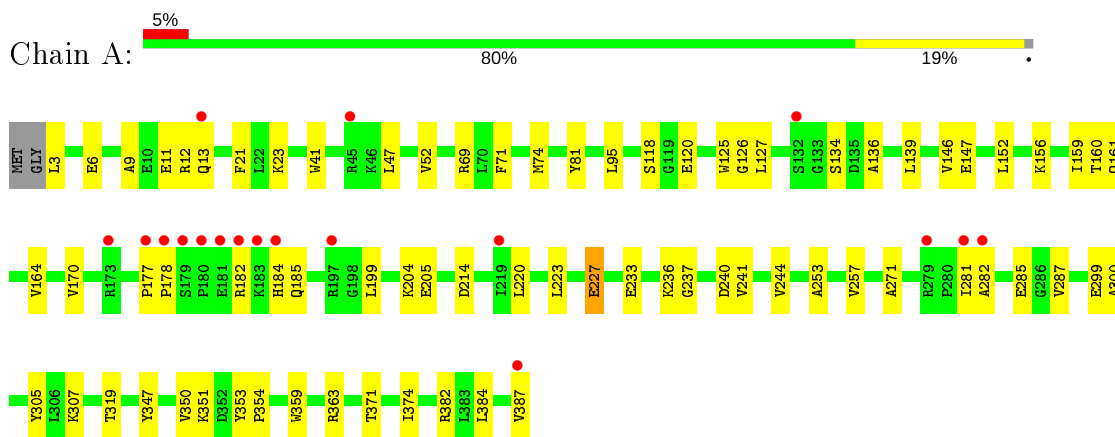 5%
Chain A:
80% 19% •
MET GLY L3 E6 A9 E10 E11 R12 Q13 F21 L22 K23 W41 R45 K46 L47 V52 R69 L70 F71 M74 Y81 L95 S118 G119 E120 W125 G126 L127 S132 G133 S134 D135 A136 L139 V146 E147 L152 K156 I159 T160 Q161
V164 V170 R173 P177 P178 S179 P180 E181 R182 K183 H184 Q185 R197 G198 L199 K204 E205 D214 I219 L220 L223 E227 E233 K236 G237 D240 V241 V244 A253 V257 A271 R279 P280 I281 A282 E285 G286 V287 E299 A300
Y305 L306 K307 T319 Y347 V350 K351 D352 Y353 P354 W359 R363 T371 I374 R382 L383 L384 V387